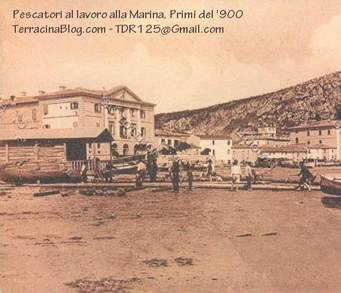 Pescatori al lavoro alla Marina, Primi del '900
TerracinaBlog.com - TDR125@Gmail.com